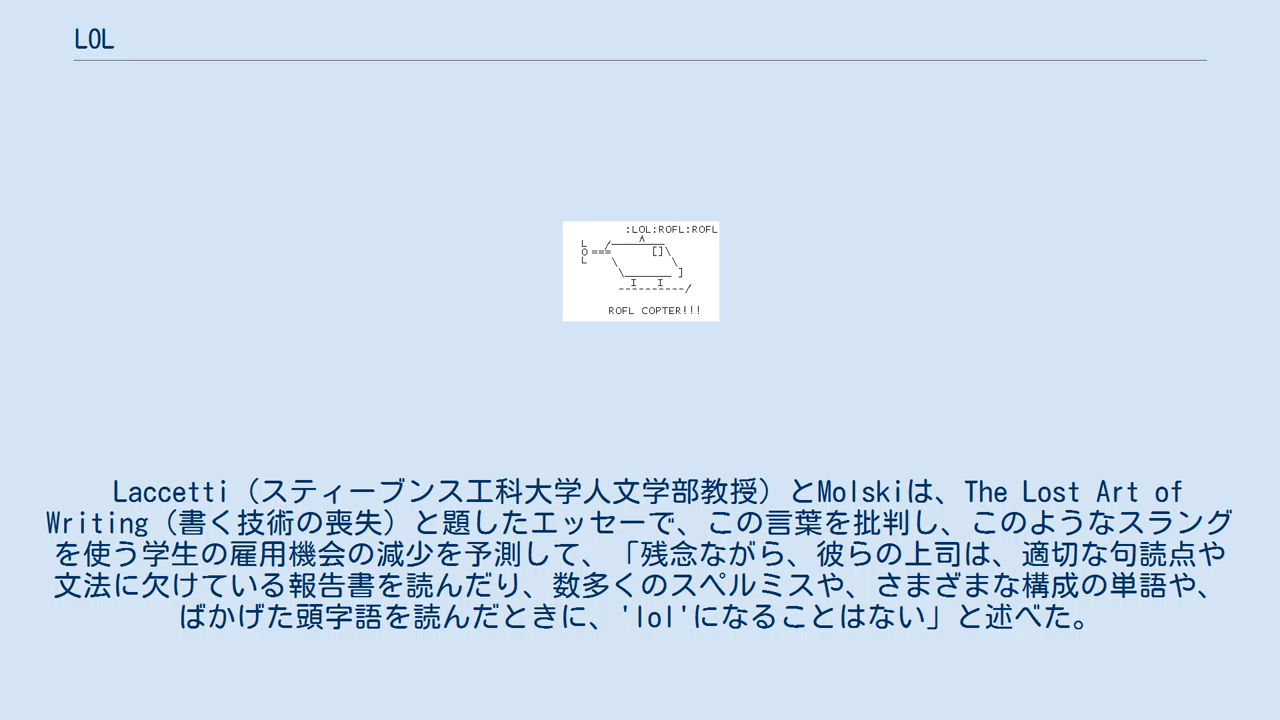 LOL
:LOL:ROFL:ROFL
L
O ===
L
[]
]
I I
ROFL COPTER!!!
Laccetti（スティーブンス工科大学人文学部教授）とMolskiは、The Lost Art of
Writing（書く技術の喪失）と題したエッセーで、この言葉を批判し、このようなスラング
を使う学生の雇用機会の減少を予測して、「残念ながら、彼らの上司は、適切な句読点や
文法に欠けている報告書を読んだり、数多くのスペルミスや、さまざまな構成の単語や、
ばかげた頭字語を読んだときに、'lol'になることはない」と述べた。